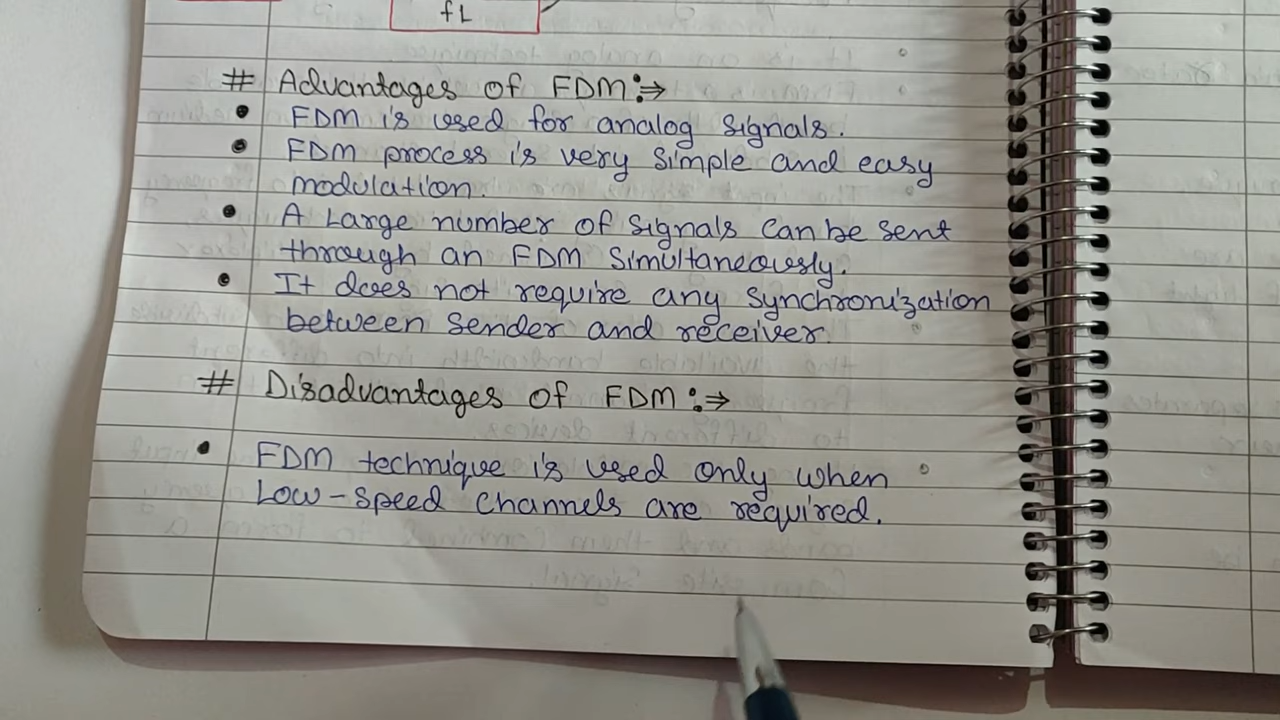 fL
# Advantages of FDM:⇒
• FDM is used for analog signals.
• FDM process is very simple and easy
modulation.
• A Large number of signals can be sent
through an FDM simultaneously.
• It does not require any synchronization
between sender and receiver.
# Disadvantages of FDM:⇒
• FDM technique is used only when
Low-speed channels are required.